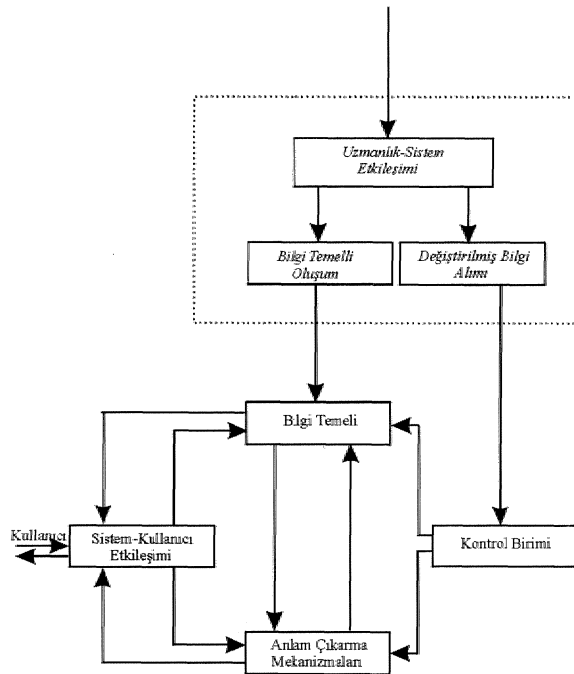 Uzmanlık-Sistem
Etkileşimi
Bilgi Temelli
Oluşum
Değiştirilmiş Bilgi
Alımı
Bilgi Temeli
Kullanıcı
Sistem-Kullanıcı
Etkileşimi
Kontrol Birimi
Anlam Çıkarma
Mekanizmaları